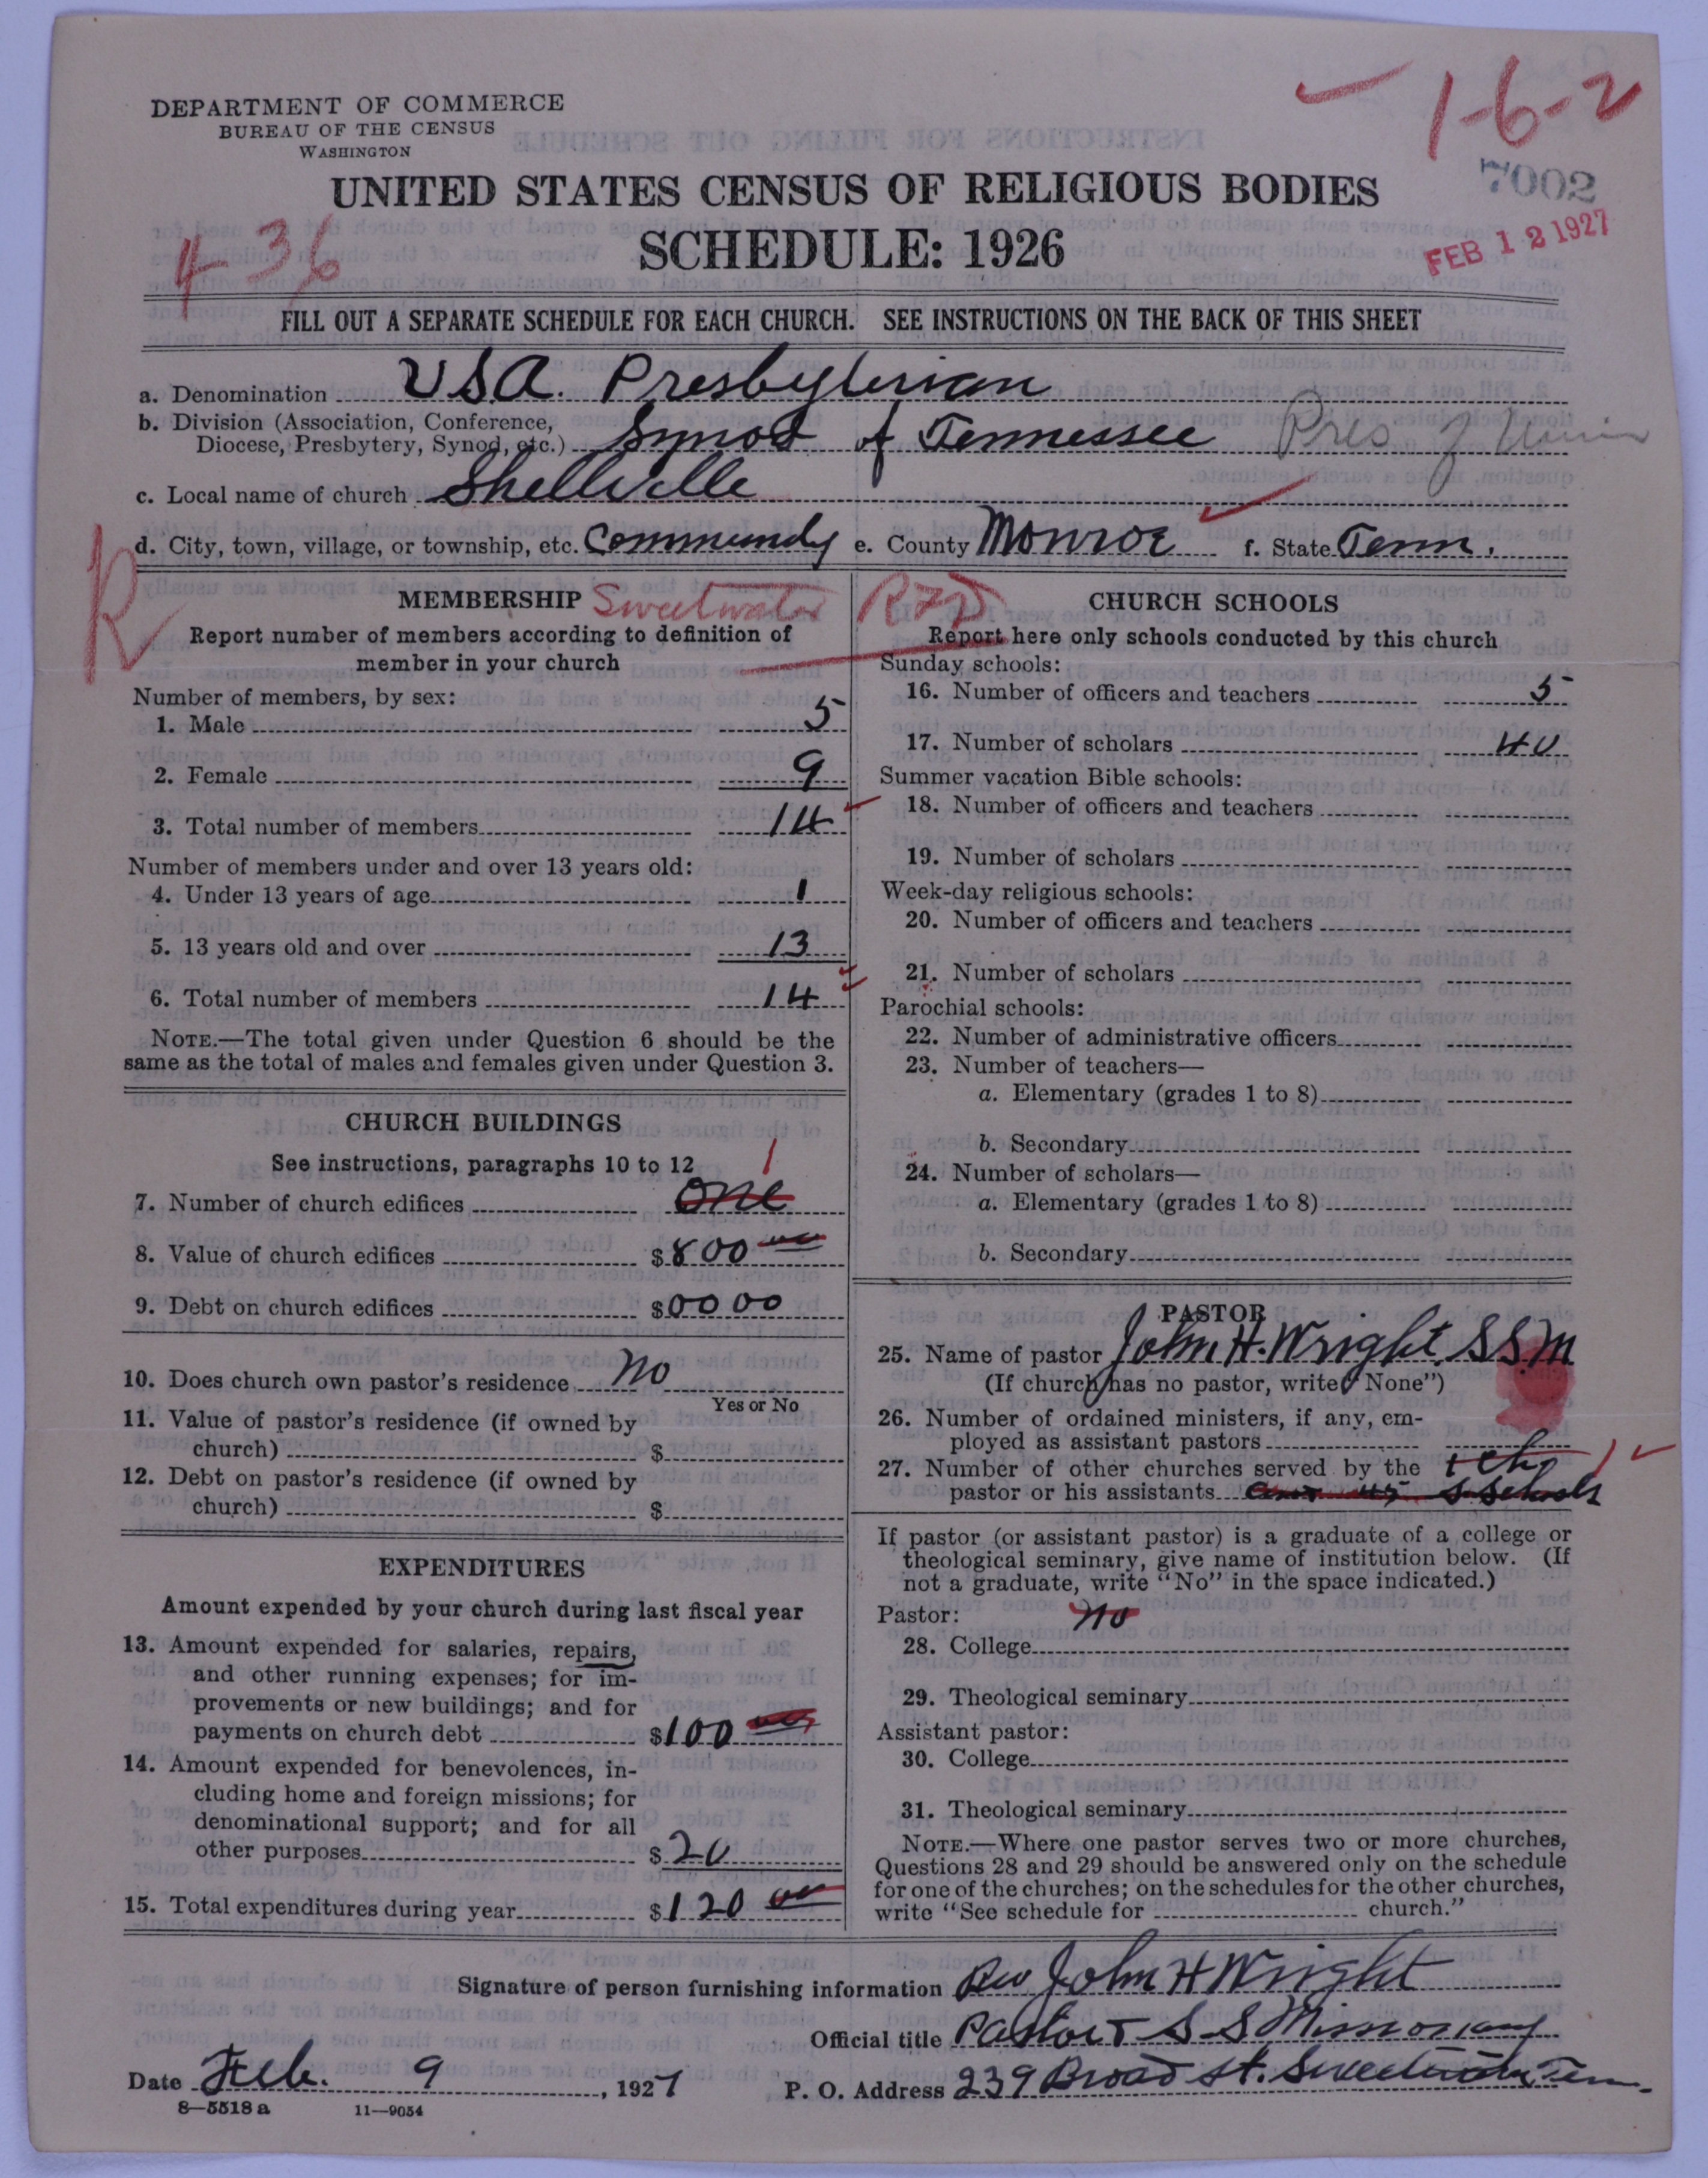 DEPARTMENT OF COMMERCE
BUREAU OF THE CENSUS
WASHINGTON
1-6-2
7002
UNITED STATES CENSUS OF RELIGIOUS BODIES
SCHEDULE: 1926
4-36
FEB 12 1927
FILL OUT A SEPARATE SCHEDULE FOR EACH CHURCH. SEE INSTRUCTIONS ON THE BACK OF THIS SHEET
a. Denomination USA. Presbyterian
b. Division (Association, Conference,
Diocese, Presbytery, Synod, etc.) Synod of Tennessee Pres of Union
c. Local name of church Shellville
d. City, town, village, or township, etc. Community e. County Monroe f. State Tenn.
R
MEMBERSHIP Sweetwater
Report number of members according to definition of
member in your church
Number of members, by sex:
1. Male 5
2. Female 9
3. Total number of members 14
Number of members under and over 13 years old:
4. Under 13 years of age 1
5. 13 years old and over 13
6. Total number of members 14
NOTE.—The total given under Question 6 should be the
same as the total of males and females given under Question 3.
CHURCH BUILDINGS
See instructions, paragraphs 10 to 12
1
7. Number of church edifices one
8. Value of church edifices $800
9. Debt on church edifices $0000
10. Does church own pastor's residence no
Yes or No
11. Value of pastor's residence (if owned by
church) $
12. Debt on pastor's residence (if owned by
church) $
EXPENDITURES
Amount expended by your church during last fiscal year
13. Amount expended for salaries, repairs,
and other running expenses; for im-
provements or new buildings; and for
payments on church debt $100
14. Amount expended for benevolences, in-
cluding home and foreign missions; for
denominational support; and for all
other purposes $20
15. Total expenditures during year $120
CHURCH SCHOOLS
Report here only schools conducted by this church
Sunday schools:
16. Number of officers and teachers 5
17. Number of scholars 40
Summer vacation Bible schools:
18. Number of officers and teachers
19. Number of scholars
Week-day religious schools:
20. Number of officers and teachers
21. Number of scholars
Parochial schools:
22. Number of administrative officers
23. Number of teachers—
a. Elementary (grades 1 to 8)
b. Secondary
24. Number of scholars—
a. Elementary (grades 1 to 8)
b. Secondary
PASTOR
25. Name of pastor John H. Wright. SSM
(If church has no pastor, write "None")
26. Number of ordained ministers, if any, em-
ployed as assistant pastors
27. Number of other churches served by the 1 ch 1
pastor or his assistants 45 S. Schools
If pastor (or assistant pastor) is a graduate of a college or
theological seminary, give name of institution below. (If
not a graduate, write "No" in the space indicated.)
Pastor: no
28. College
29. Theological seminary
Assistant pastor:
30. College
31. Theological seminary
NOTE.—Where one pastor serves two or more churches,
Questions 28 and 29 should be answered only on the schedule
for one of the churches; on the schedules for the other churches,
write "See schedule for church."
Signature of person furnishing information Rev John H Wright
Official title Pastor & S S Missionary
Date Feb. 9, 1927 P. O. Address 239 Broad St. Sweetwater Tenn.
8—5518 a 11—9054